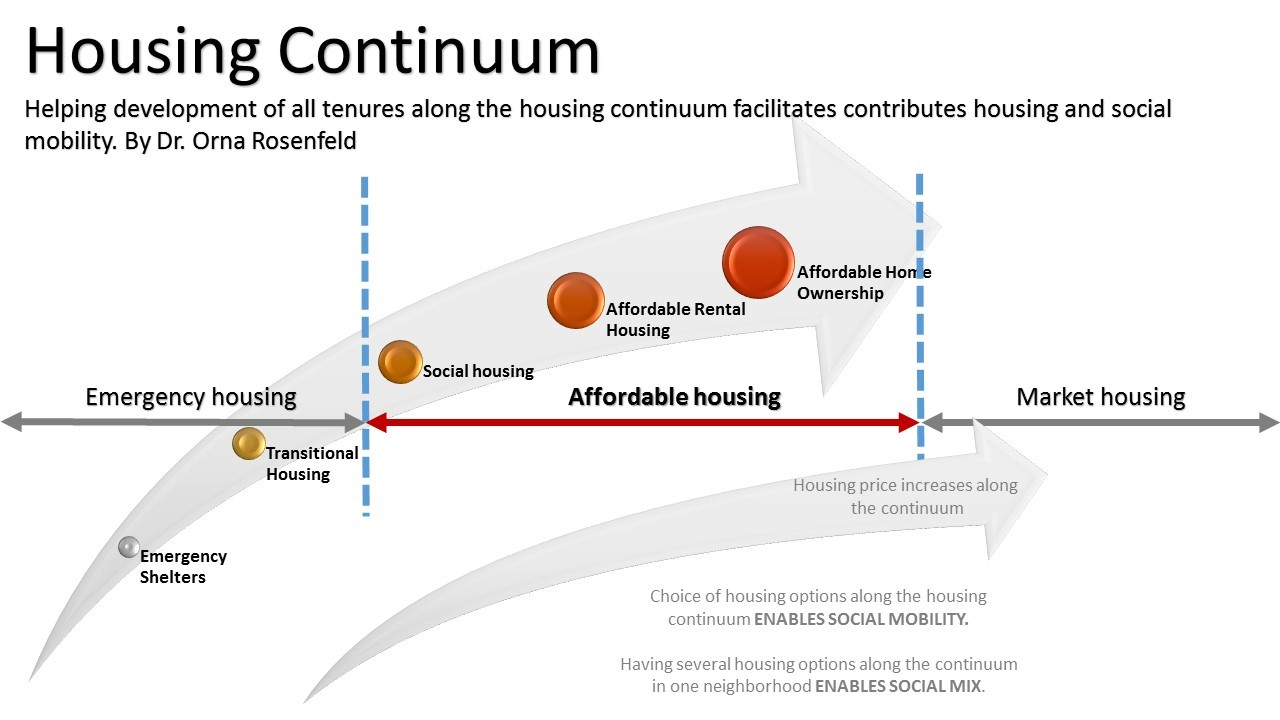 Housing Continuum
Helping development of all tenures along the housing continuum facilitates contributes housing and social
mobility. By Dr. Orna Rosenfeld
Affordable Home
Ownership
Affordable Rental
Housing
Social housing
Emergency housing
Affordable housing
Market housing
Transitional
Housing
Housing price increases along
the continuum
Emergency
Shelters
Choice of housing options along the housing
continuum ENABLES SOCIAL MOBILITY.
Having several housing options along the continuum
in one neighborhood ENABLES SOCIAL MIX.